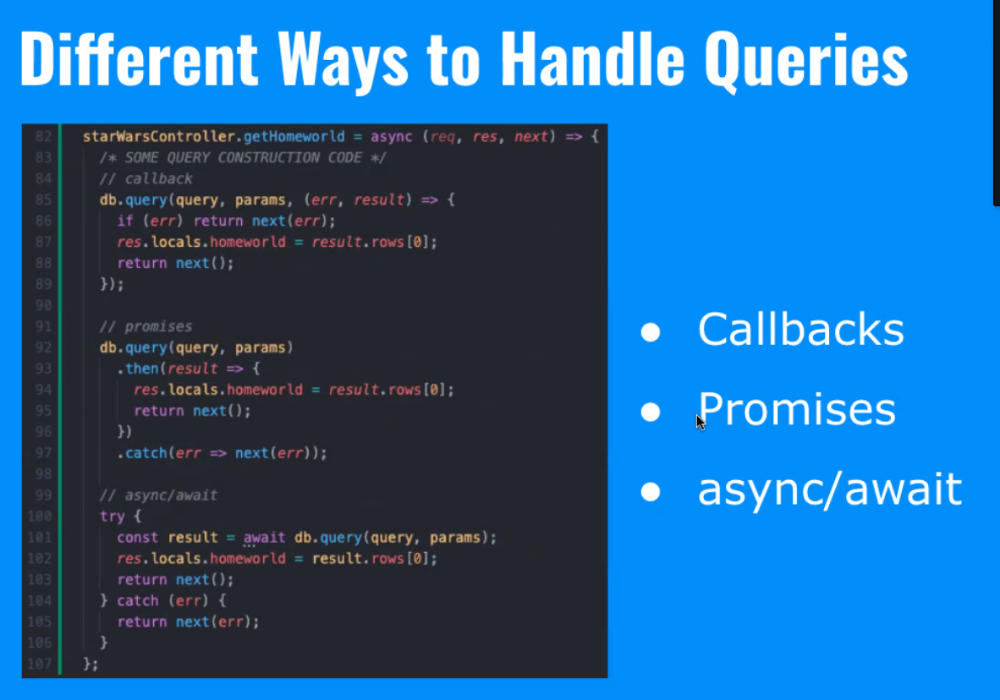 Different Ways to Handle Queries
82 starWarsController.getHomeworld = async (req, res, next) => {
83 /* SOME QUERY CONSTRUCTION CODE */
84 // callback
85 db.query(query, params, (err, result) => {
86 if (err) return next(err);
87 res.locals.homeworld = result.rows[0];
88 return next();
89 });
90
91 // promises
92 db.query(query, params)
93 .then(result => {
94 res.locals.homeworld = result.rows[0];
95 return next();
96 })
97 .catch(err => next(err));
98
99 // async/await
100 try {
101 const result = await db.query(query, params);
102 res.locals.homeworld = result.rows[0];
103 return next();
104 } catch (err) {
105 return next(err);
106 }
107 };
● Callbacks
● Promises
● async/await